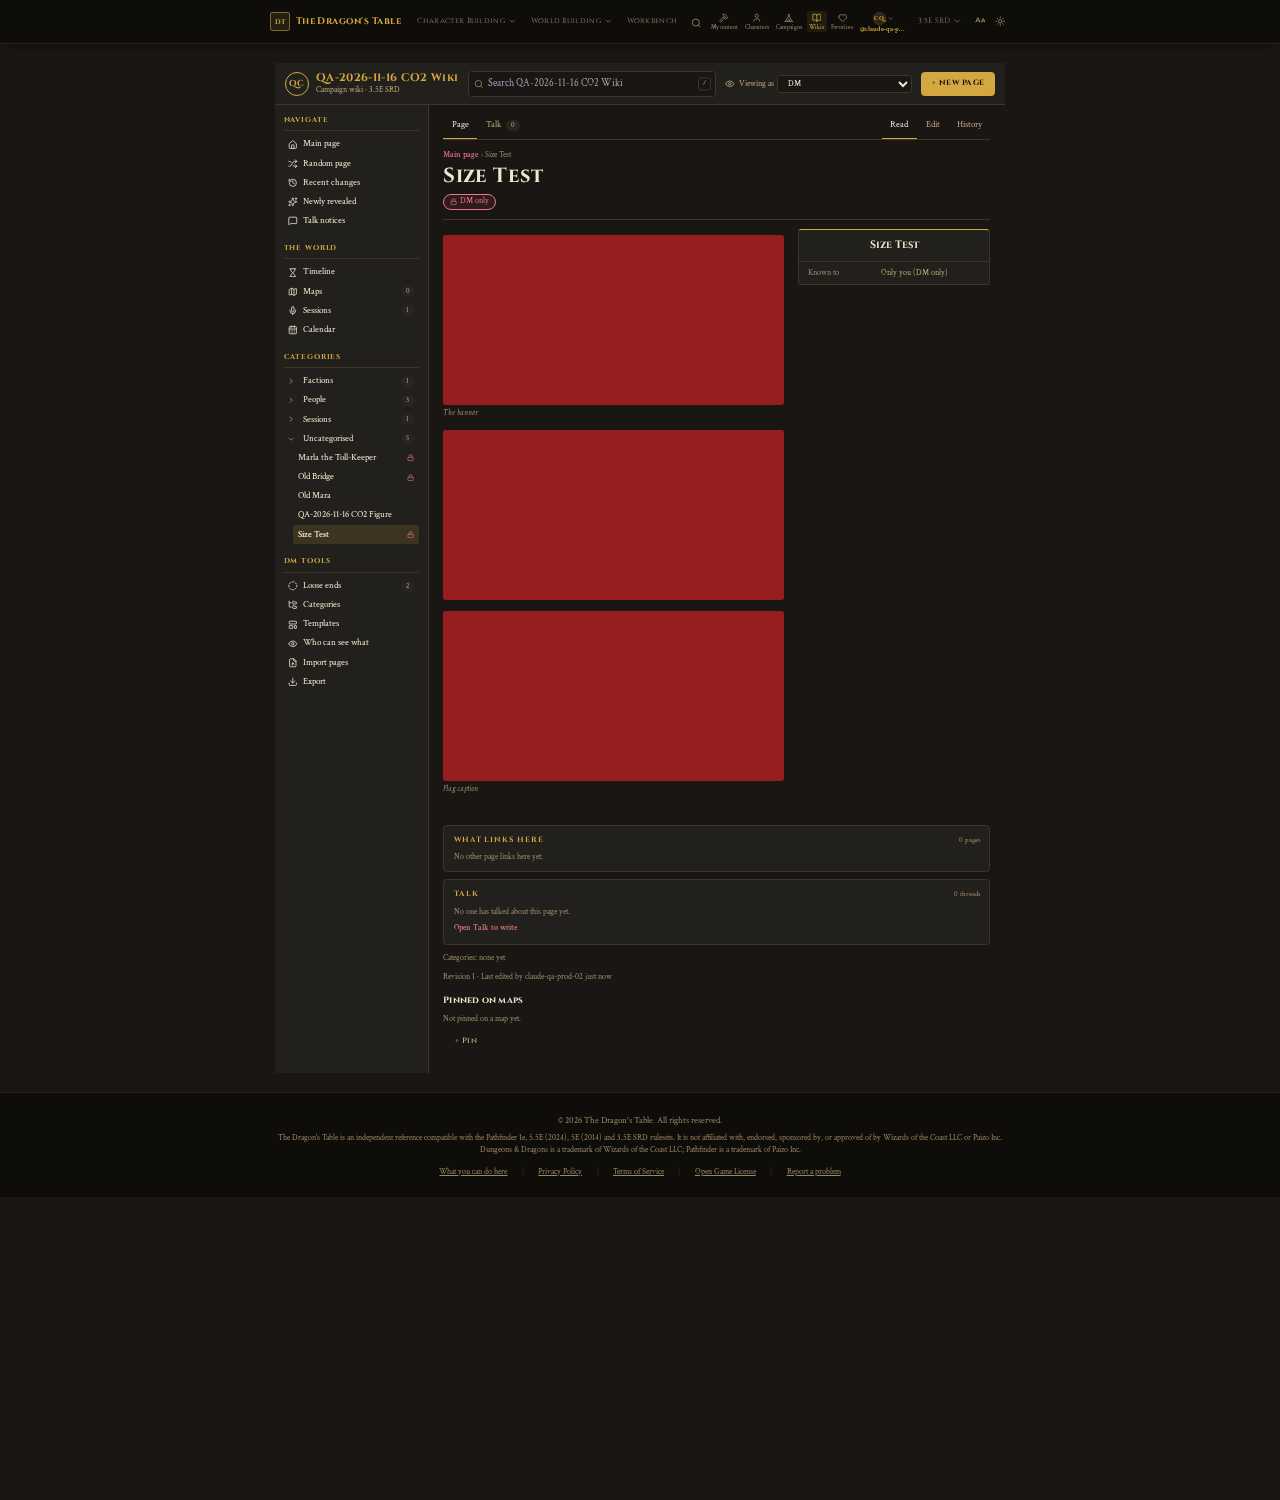 DT The Dragon's Table Character Building World Building Workbench My content Characters Campaigns Wikis Favorites CQ @claude-qa-p... 3.5E SRD AA
QC QA-2026-11-16 CO2 Wiki
Campaign wiki · 3.5E SRD
Search QA-2026-11-16 CO2 Wiki /
Viewing as DM
+ New page
Navigate
Main page
Random page
Recent changes
Newly revealed
Talk notices
The World
Timeline
Maps 0
Sessions 1
Calendar
Categories
Factions 1
People 3
Sessions 1
Uncategorised 5
Marla the Toll-Keeper
Old Bridge
Old Mara
QA-2026-11-16 CO2 Figure
Size Test
DM Tools
Loose ends 2
Categories
Templates
Who can see what
Import pages
Export
Page Talk 0 Read Edit History
Main page › Size Test
Size Test
DM only
The banner
Flag caption
Size Test
Known to Only you (DM only)
What links here 0 pages
No other page links here yet.
Talk 0 threads
No one has talked about this page yet.
Open Talk to write
Categories: none yet
Revision 1 · Last edited by claude-qa-prod-02 just now
Pinned on maps
Not pinned on a map yet.
+ Pin
© 2026 The Dragon's Table. All rights reserved.
The Dragon's Table is an independent reference compatible with the Pathfinder 1e, 5.5E (2024), 5E (2014) and 3.5E SRD rulesets. It is not affiliated with, endorsed, sponsored by, or approved of by Wizards of the Coast LLC or Paizo Inc.
Dungeons & Dragons is a trademark of Wizards of the Coast LLC; Pathfinder is a trademark of Paizo Inc.
What you can do here | Privacy Policy | Terms of Service | Open Game License | Report a problem